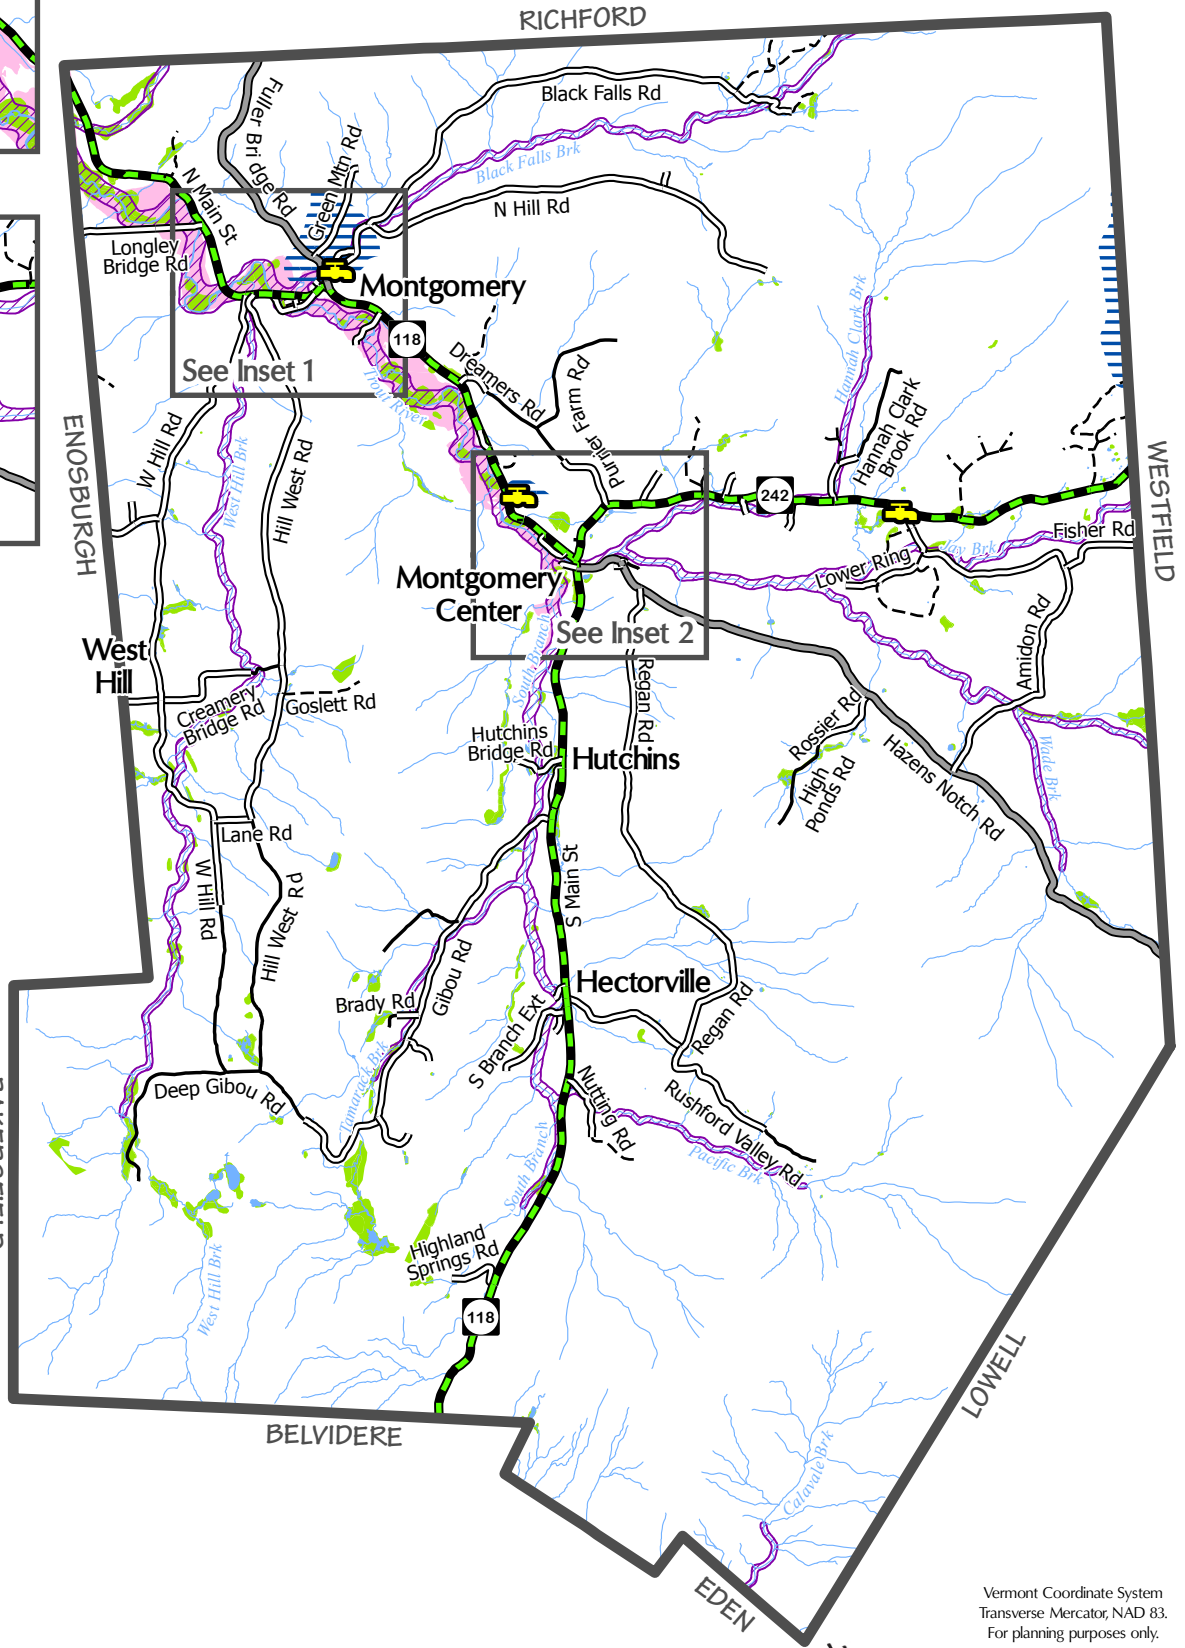 RICHFORD
Fuller Bridge Rd
Green Mtn Rd
Black Falls Rd
Black Falls Brk
N Main St
N Hill Rd
Longley
Bridge Rd
Montgomery
118
See Inset 1
Trout River
Dreamers Rd
Purrier Farm Rd
Hannah Clark Brk
Hannah Clark
Brook Rd
ENOSBURGH
WESTFIELD
W Hill Rd
West Hill Brk
Hill West Rd
242
Fisher Rd
Jay Brk
Lower Ring
Montgomery
Center
See Inset 2
South Branch
Regan Rd
Amidon Rd
West
Hill
Creamery
Bridge Rd
Goslett Rd
Hutchins
Bridge Rd
Hutchins
Rossier Rd
High
Ponds Rd
Hazens Notch Rd
Wade Brk
Lane Rd
W Hill Rd
Hill West Rd
S Main St
Gibou Rd
Brady Rd
Hectorville
S Branch Ext
Regan Rd
Tamarack Brk
Deep Gibou Rd
Nutting Rd
Rushford Valley Rd
Pacific Brk
South Branch
West Hill Brk
Highland
Springs Rd
118
BELVIDERE
LOWELL
Calavale Brk
EDEN
Vermont Coordinate System
Transverse Mercator, NAD 83.
For planning purposes only.